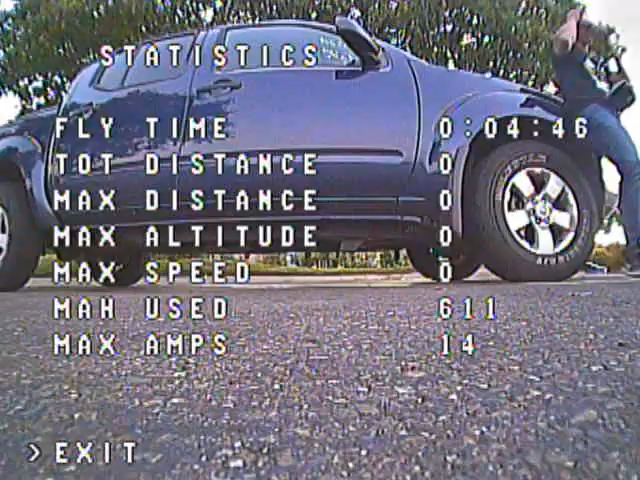 STATISTICS
FLY TIME 0:04:46
TOT DISTANCE 0
MAX DISTANCE 0
MAX ALTITUDE 0
MAX SPEED 0
MAH USED 611
MAX AMPS 14
> EXIT